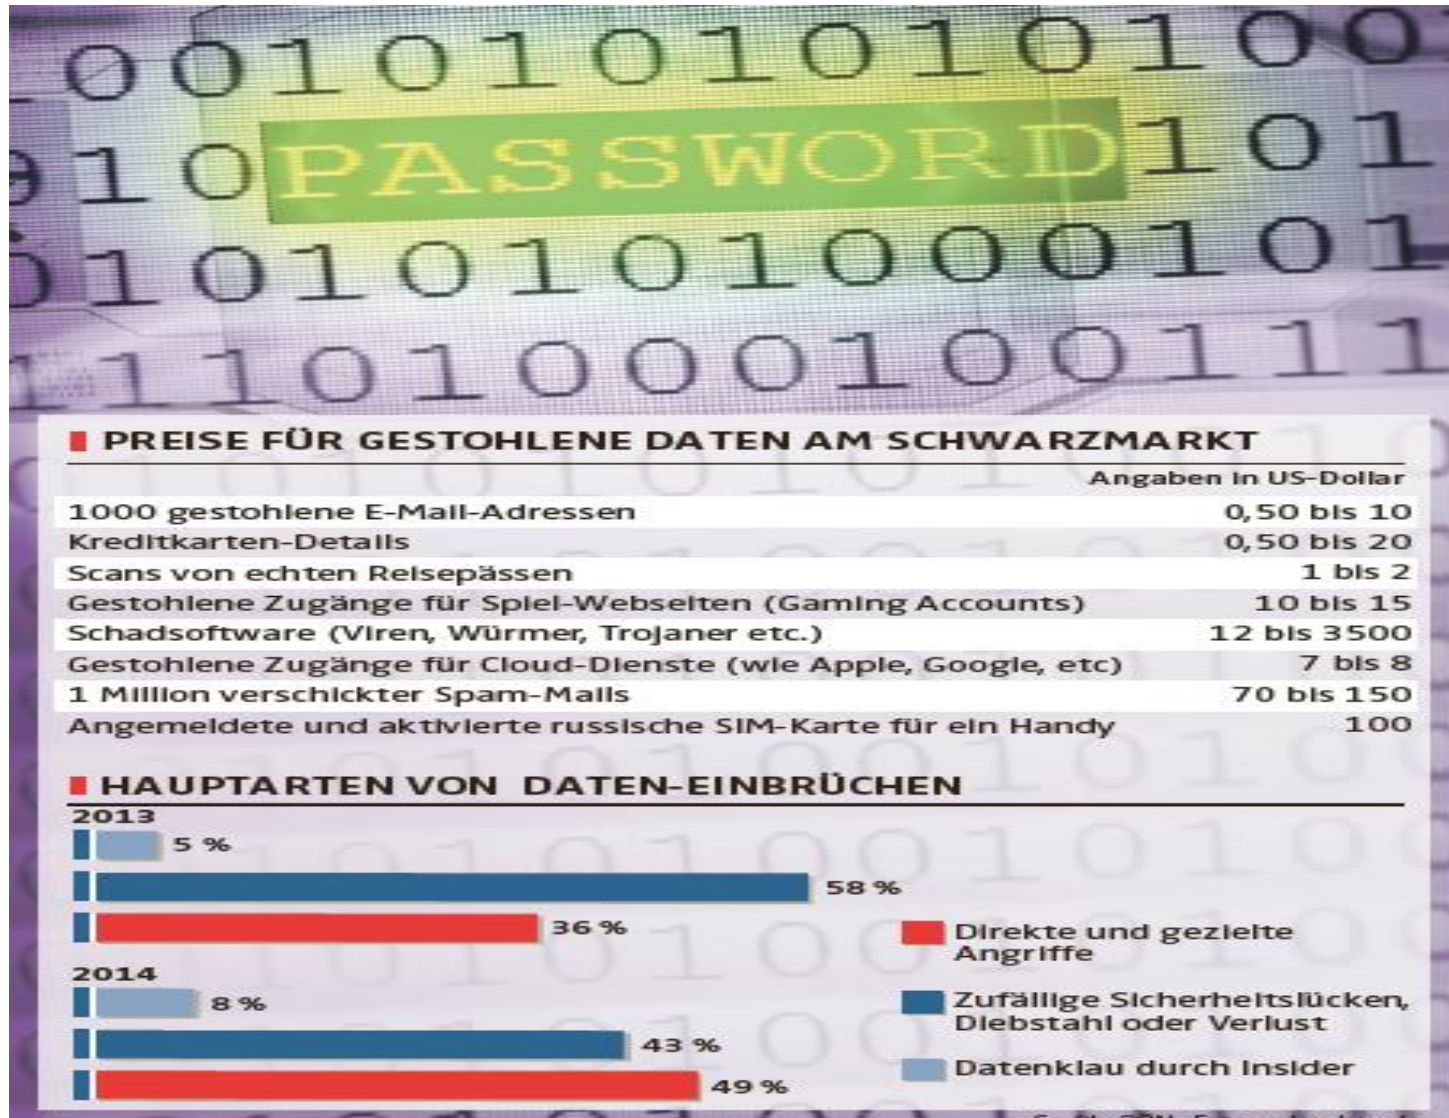 001010101010100
010PASSWORD101
0101010101000101
1110100010011 1
PREISE FÜR GESTOHLENE DATEN AM SCHWARZMARKT
Angaben in US-Dollar
1000 gestohlene E-Mail-Adressen 0,50 bis 10
Kreditkarten-Details 0,50 bis 20
Scans von echten Reisepässen 1 bis 2
Gestohlene Zugänge für Spiel-Webseiten (Gaming Accounts) 10 bis 15
Schadsoftware (Viren, Würmer, Trojaner etc.) 12 bis 3500
Gestohlene Zugänge für Cloud-Dienste (wie Apple, Google, etc) 7 bis 8
1 Million verschickter Spam-Mails 70 bis 150
Angemeldete und aktivierte russische SIM-Karte für ein Handy 100
HAUPTARTEN VON DATEN-EINBRÜCHEN
2013
5 %
58 %
36 %
Direkte und gezielte
Angriffe
2014
8 %
Zufällige Sicherheitslücken,
Diebstahl oder Verlust
43 %
Datenklau durch Insider
49 %